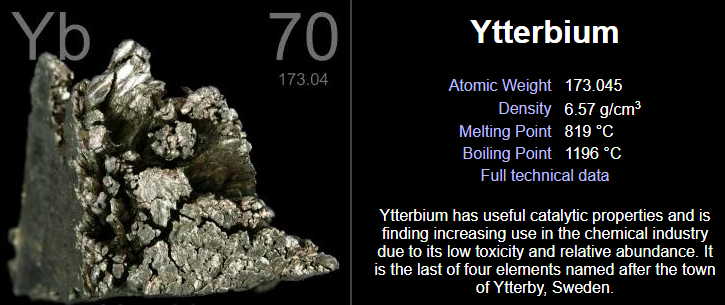 Yb
70
173.04
Ytterbium
Atomic Weight 173.045
Density 6.57 g/cm³
Melting Point 819 °C
Boiling Point 1196 °C
Full technical data
Ytterbium has useful catalytic properties and is
finding increasing use in the chemical industry
due to its low toxicity and relative abundance. It
is the last of four elements named after the town
of Ytterby, Sweden.